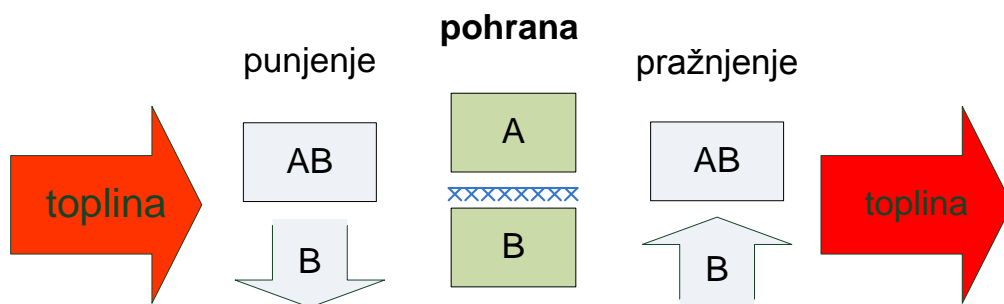 pohrana
punjenje
pražnjenje
toplina
AB
A
AB
toplina
B
B
B